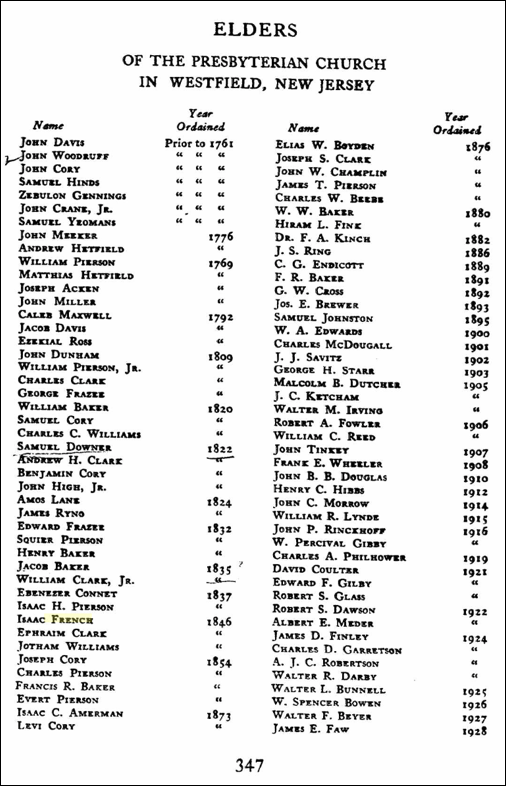 ELDERS
OF THE PRESBYTERIAN CHURCH
IN WESTFIELD, NEW JERSEY
Name Year Ordained
JOHN DAVIS Prior to 1761
JOHN WOODRUFF “ “ “
JOHN CORY “ “ “
SAMUEL HINDS “ “ “
ZEBULON GENNINGS “ “ “
JOHN CRANE, JR. “ “ “
SAMUEL YEOMANS “ “ “
JOHN MEEKER 1776
ANDREW HETFIELD “
WILLIAM PIERSON 1769
MATTHIAS HETFIELD “
JOSEPH ACKEN “
JOHN MILLER “
CALEB MAXWELL 1792
JACOB DAVIS “
EZEKIAL ROSS “
JOHN DUNHAM 1809
WILLIAM PIERSON, JR. “
CHARLES CLARK “
GEORGE FRAZEE “
WILLIAM BAKER 1820
SAMUEL CORY “
CHARLES C. WILLIAMS “
SAMUEL DOWNER 1822
ANDREW H. CLARK “
BENJAMIN CORY “
JOHN HIGH, JR. “
AMOS LANE 1824
JAMES RYNO “
EDWARD FRAZEE 1832
SQUIER PIERSON “
HENRY BAKER “
JACOB BAKER 1835 ?
WILLIAM CLARK, JR. “
EBENEZER CONNET 1837
ISAAC H. PIERSON “
ISAAC FRENCH 1846
EPHRAIM CLARK “
JOTHAM WILLIAMS “
JOSEPH CORY 1854
CHARLES PIERSON “
FRANCIS R. BAKER “
EVERT PIERSON “
ISAAC C. AMERMAN 1873
LEVI CORY “
Name Year Ordained
ELIAS W. BOYDEN 1876
JOSEPH S. CLARK “
JOHN W. CHAMPLIN “
JAMES T. PIERSON “
CHARLES W. BEEBE “
W. W. BAKER 1880
HIRAM L. FINK “
DR. F. A. KINCH 1882
J. S. RING 1886
C. G. ENDICOTT 1889
F. R. BAKER 1891
G. W. CROSS 1892
JOS. E. BREWER 1893
SAMUEL JOHNSTON 1895
W. A. EDWARDS 1900
CHARLES MCDOUGALL 1901
J. J. SAVITZ 1902
GEORGE H. STARR 1903
MALCOLM B. DUTCHER 1905
J. C. KETCHAM “
WALTER M. IRVING “
ROBERT A. FOWLER 1906
WILLIAM C. REED “
JOHN TINKEY 1907
FRANK E. WHEELER 1908
JOHN B. B. DOUGLAS 1910
HENRY C. HIBBS 1912
JOHN C. MORROW 1914
WILLIAM R. LYNDE 1915
JOHN P. RINCKHOFF 1916
W. PERCIVAL GIBBY “
CHARLES A. PHILHOWER 1919
DAVID COULTER 1921
EDWARD F. GILBY “
ROBERT S. GLASS “
ROBERT S. DAWSON 1922
ALBERT E. MEDER “
JAMES D. FINLEY 1924
CHARLES D. GARRETSON “
A. J. C. ROBERTSON “
WALTER R. DARBY “
WALTER L. BUNNELL 1925
W. SPENCER BOWEN 1926
WALTER F. BEYER 1927
JAMES E. FAW 1928
347